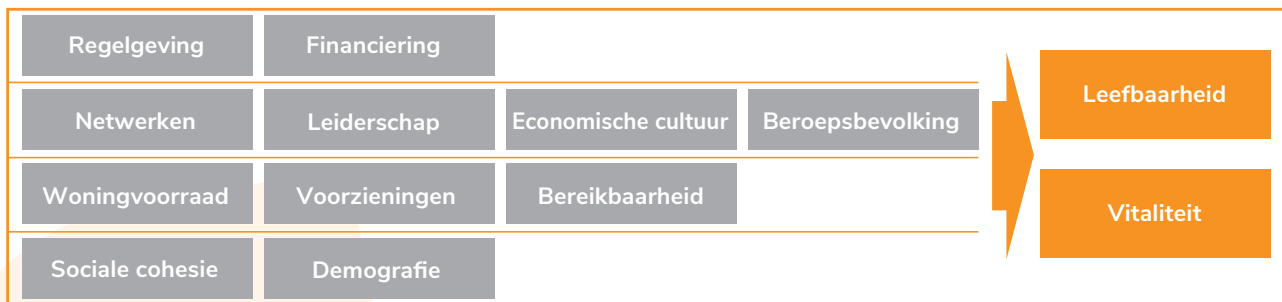 Regelgeving
Financiering
Netwerken
Leiderschap
Economische cultuur
Beroepsbevolking
Woningvoorraad
Voorzieningen
Bereikbaarheid
Sociale cohesie
Demografie
Leefbaarheid
Vitaliteit